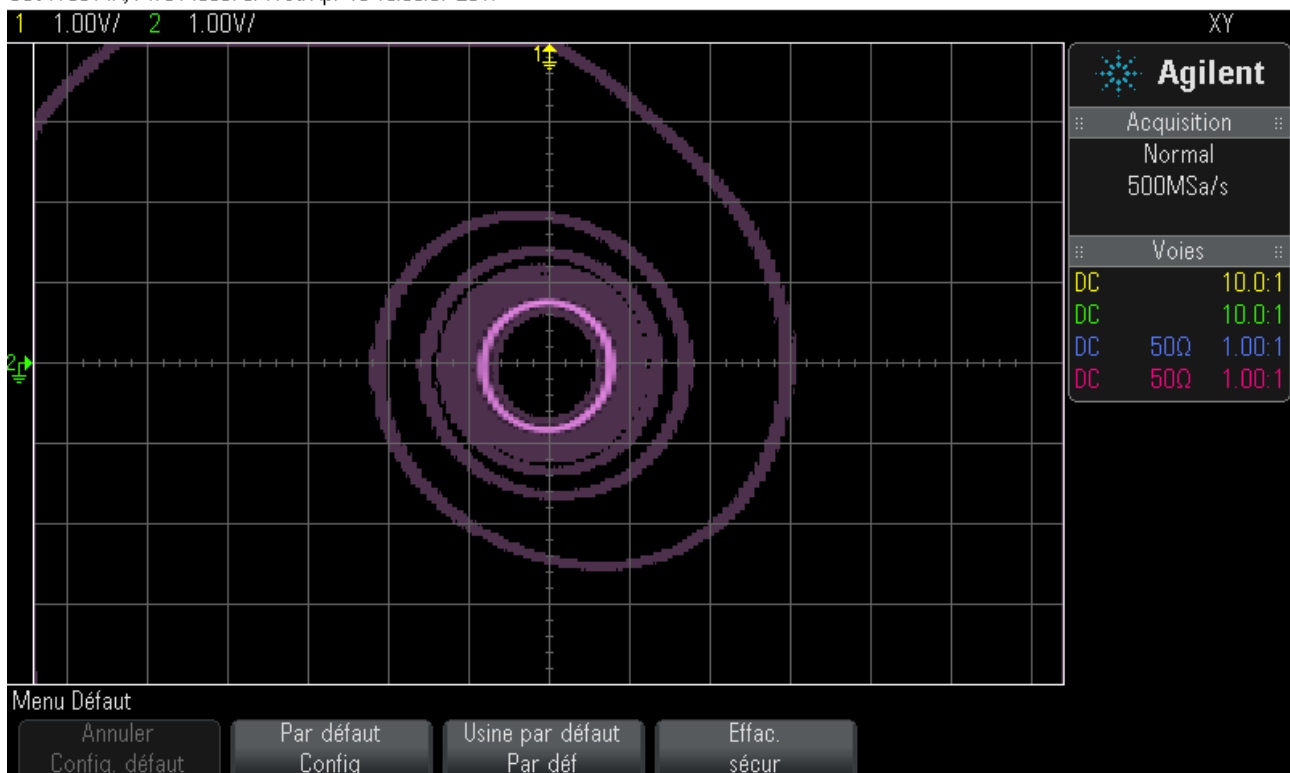 1 1.00V/ 2 1.00V/ XY
1
2
Agilent
Acquisition
Normal
500MSa/s
Voies
DC 10.0:1
DC 10.0:1
DC 50Ω 1.00:1
DC 50Ω 1.00:1
Menu Défaut
Annuler
Config. défaut
Par défaut
Config
Usine par défaut
Par déf
Effac.
sécur